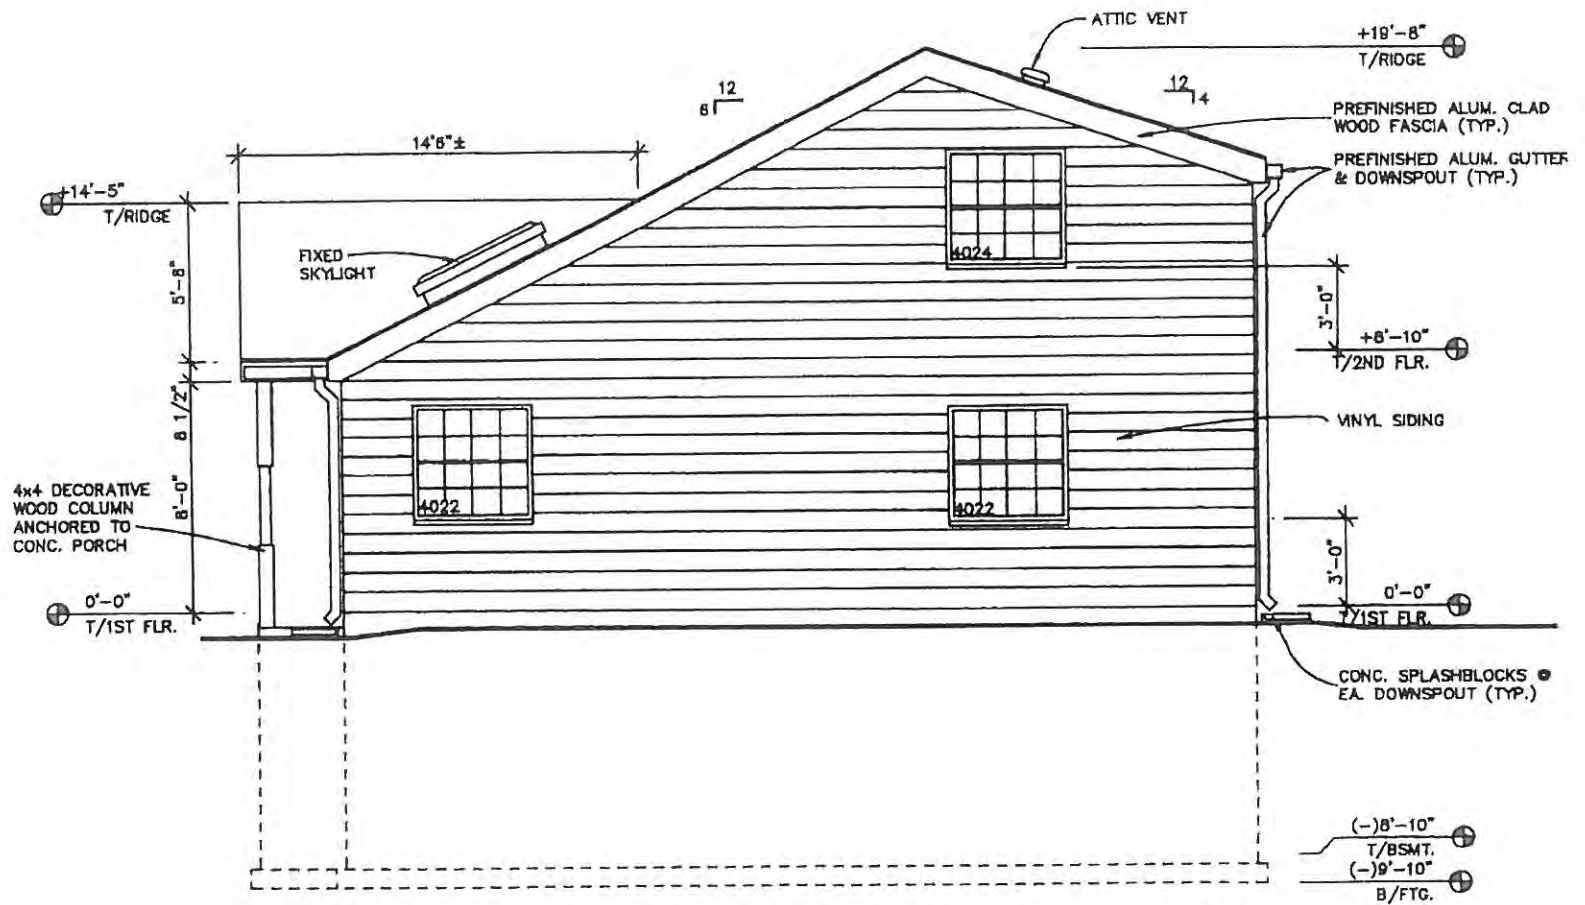 ATTIC VENT
+19'-8"
T/RIDGE
12
6
12
4
PREFINISHED ALUM. CLAD
WOOD FASCIA (TYP.)
PREFINISHED ALUM. GUTTER
& DOWNSPOUT (TYP.)
14'6"±
+14'-5"
T/RIDGE
FIXED
SKYLIGHT
5'-8"
8 1/2"
8'-0"
4024
3'-0"
+8'-10"
T/2ND FLR.
VINYL SIDING
4022
4022
4x4 DECORATIVE
WOOD COLUMN
ANCHORED TO
CONC. PORCH
3'-0"
0'-0"
T/1ST FLR.
0'-0"
T/1ST FLR.
CONC. SPLASHBLOCKS @
EA. DOWNSPOUT (TYP.)
(-)8'-10"
T/BSMT.
(-)9'-10"
B/FTG.